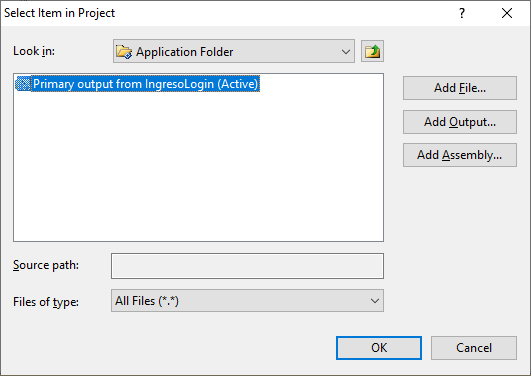 Select Item in Project
Look in:
Application Folder
Primary output from IngresoLogin (Active)
Add File...
Add Output...
Add Assembly...
Source path:
Files of type:
All Files (*.*)
OK
Cancel